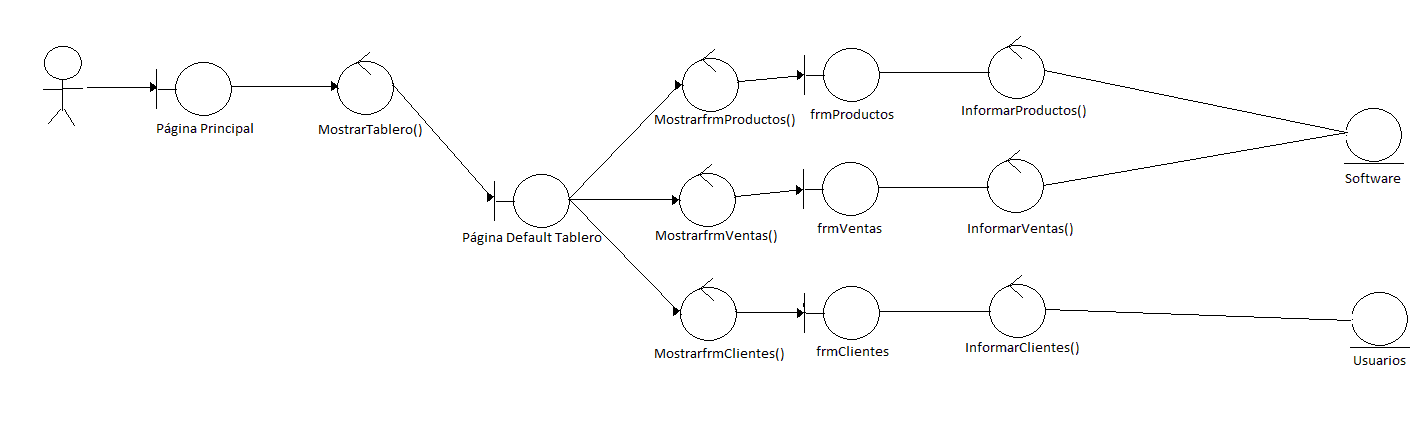 Página Principal
MostrarTablero()
Página Default Tablero
MostrarfrmProductos()
frmProductos
InformarProductos()
MostrarfrmVentas()
frmVentas
InformarVentas()
MostrarfrmClientes()
frmClientes
InformarClientes()
Software
Usuarios